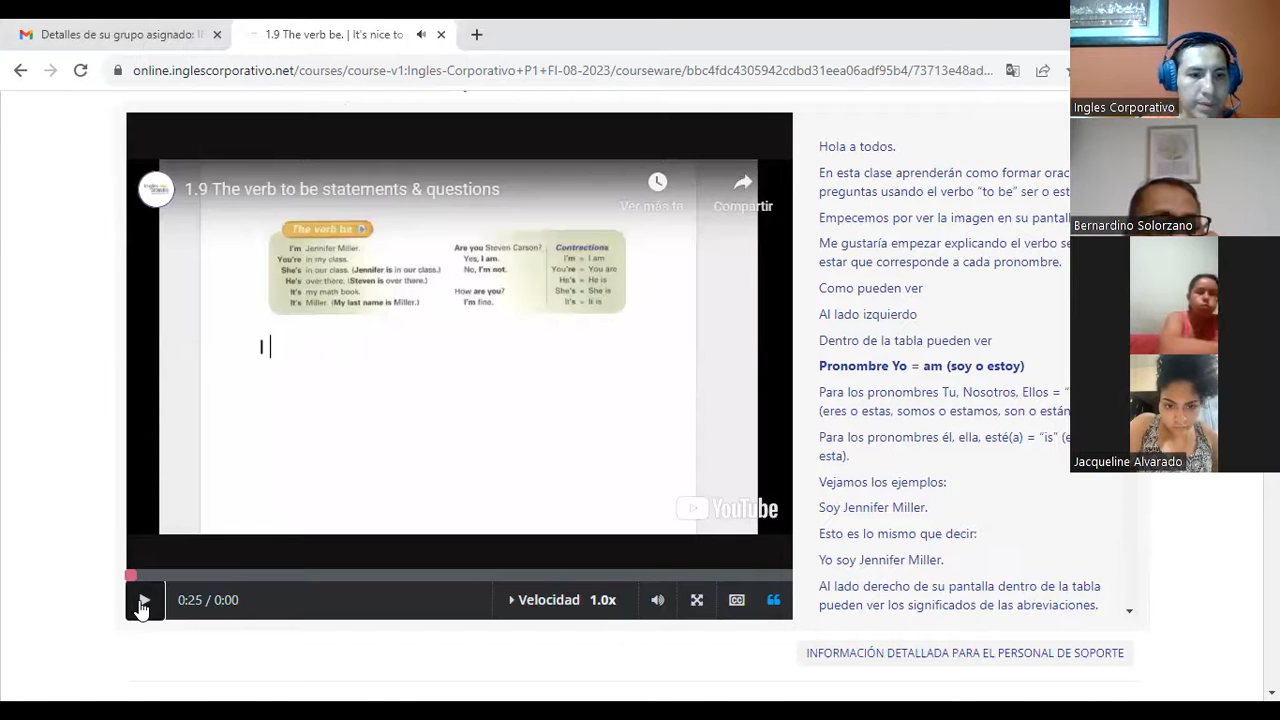 Detalles de su grupo asignado: I
1.9 The verb be. | It's nice to
online.inglescorporativo.net/courses/course-v1:Ingles-Corporativo+P1+FI-08-2023/courseware/bbc4fdc4305942cdbd31eea06adf95b4/73713e48ad...
1.9 The verb to be statements & questions
Ver más ta
Compartir
The verb be
I'm Jennifer Miller.
You're in my class.
She's in our class. (Jennifer is in our class.)
He's over there. (Steven is over there.)
It's my math book.
It's Miller. (My last name is Miller.)
Are you Steven Carson?
Yes, I am.
No, I'm not.
How are you?
I'm fine.
Contractions
I'm = I am
You're = You are
He's = He is
She's = She is
It's = It is
I
YouTube
0:25 / 0:00
Velocidad 1.0x
Hola a todos.
En esta clase aprenderán como formar orac
preguntas usando el verbo “to be” ser o est
Empecemos por ver la imagen en su pantal
Me gustaría empezar explicando el verbo se
estar que corresponde a cada pronombre.
Como pueden ver
Al lado izquierdo
Dentro de la tabla pueden ver
Pronombre Yo = am (soy o estoy)
Para los pronombres Tu, Nosotros, Ellos = “
(eres o estas, somos o estamos, son o están
Para los pronombres él, ella, esté(a) = “is” (e
esta).
Vejamos los ejemplos:
Soy Jennifer Miller.
Esto es lo mismo que decir:
Yo soy Jennifer Miller.
Al lado derecho de su pantalla dentro de la tabla
pueden ver los significados de las abreviaciones.
INFORMACIÓN DETALLADA PARA EL PERSONAL DE SOPORTE
Ingles Corporativo
Bernardino Solorzano
Jacqueline Alvarado